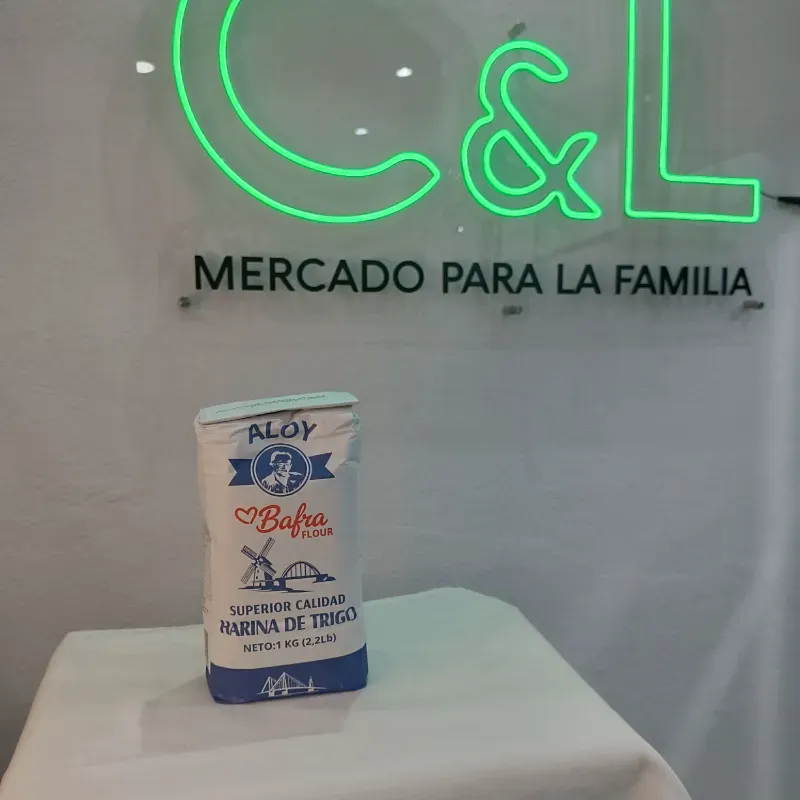 C&L
MERCADO PARA LA FAMILIA
ALOY
Bafra
FLOUR
SUPERIOR CALIDAD
HARINA DE TRIGO
NETO:1 KG (2,2Lb)